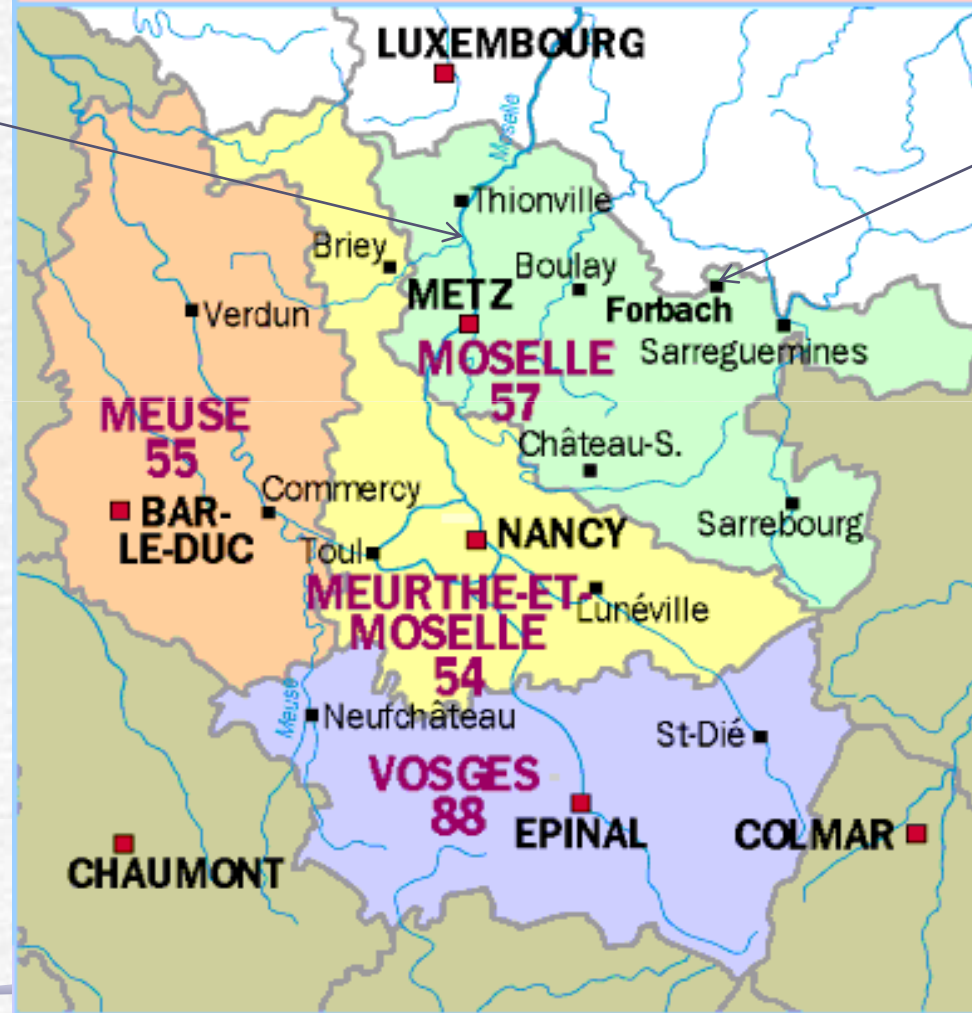 LUXEMBOURG
Moselle
Thionville
Briey
Boulay
METZ
Forbach
Verdun
Sarreguemines
MOSELLE
57
MEUSE
55
Château-S.
Commercy
BAR-
LE-DUC
Sarrebourg
NANCY
Toul
MEURTHE-ET-
MOSELLE
54
Lunéville
Meuse
Neufchâteau
St-Dié
VOSGES
88
EPINAL
COLMAR
CHAUMONT